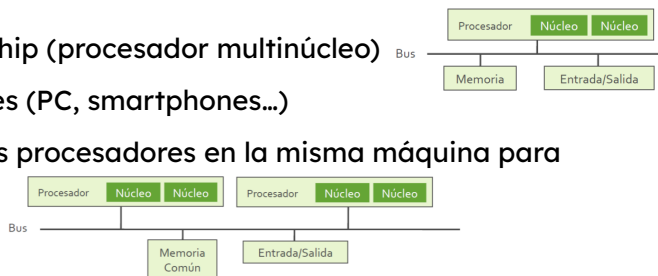 Procesador Núcleo Núcleo
hip (procesador multinúcleo) Bus
Memoria Entrada/Salida
es (PC, smartphones…)
s procesadores en la misma máquina para
Procesador Núcleo Núcleo Procesador Núcleo Núcleo
Bus
Memoria Entrada/Salida
Común